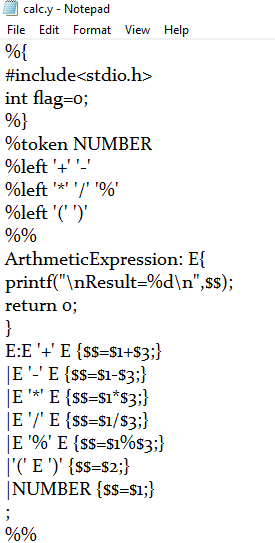 calc.y - Notepad
File Edit Format View Help
%{
#include<stdio.h>
int flag=0;
%}
%token NUMBER
%left '+' '-'
%left '*' '/' '%'
%left '(' ')'
%%
ArthmeticExpression: E{
printf("\nResult=%d\n",$$);
return 0;
}
E:E '+' E {$$=$1+$3;}
|E '-' E {$$=$1-$3;}
|E '*' E {$$=$1*$3;}
|E '/' E {$$=$1/$3;}
|E '%' E {$$=$1%$3;}
|'(' E ')' {$$=$2;}
|NUMBER {$$=$1;}
;
%%